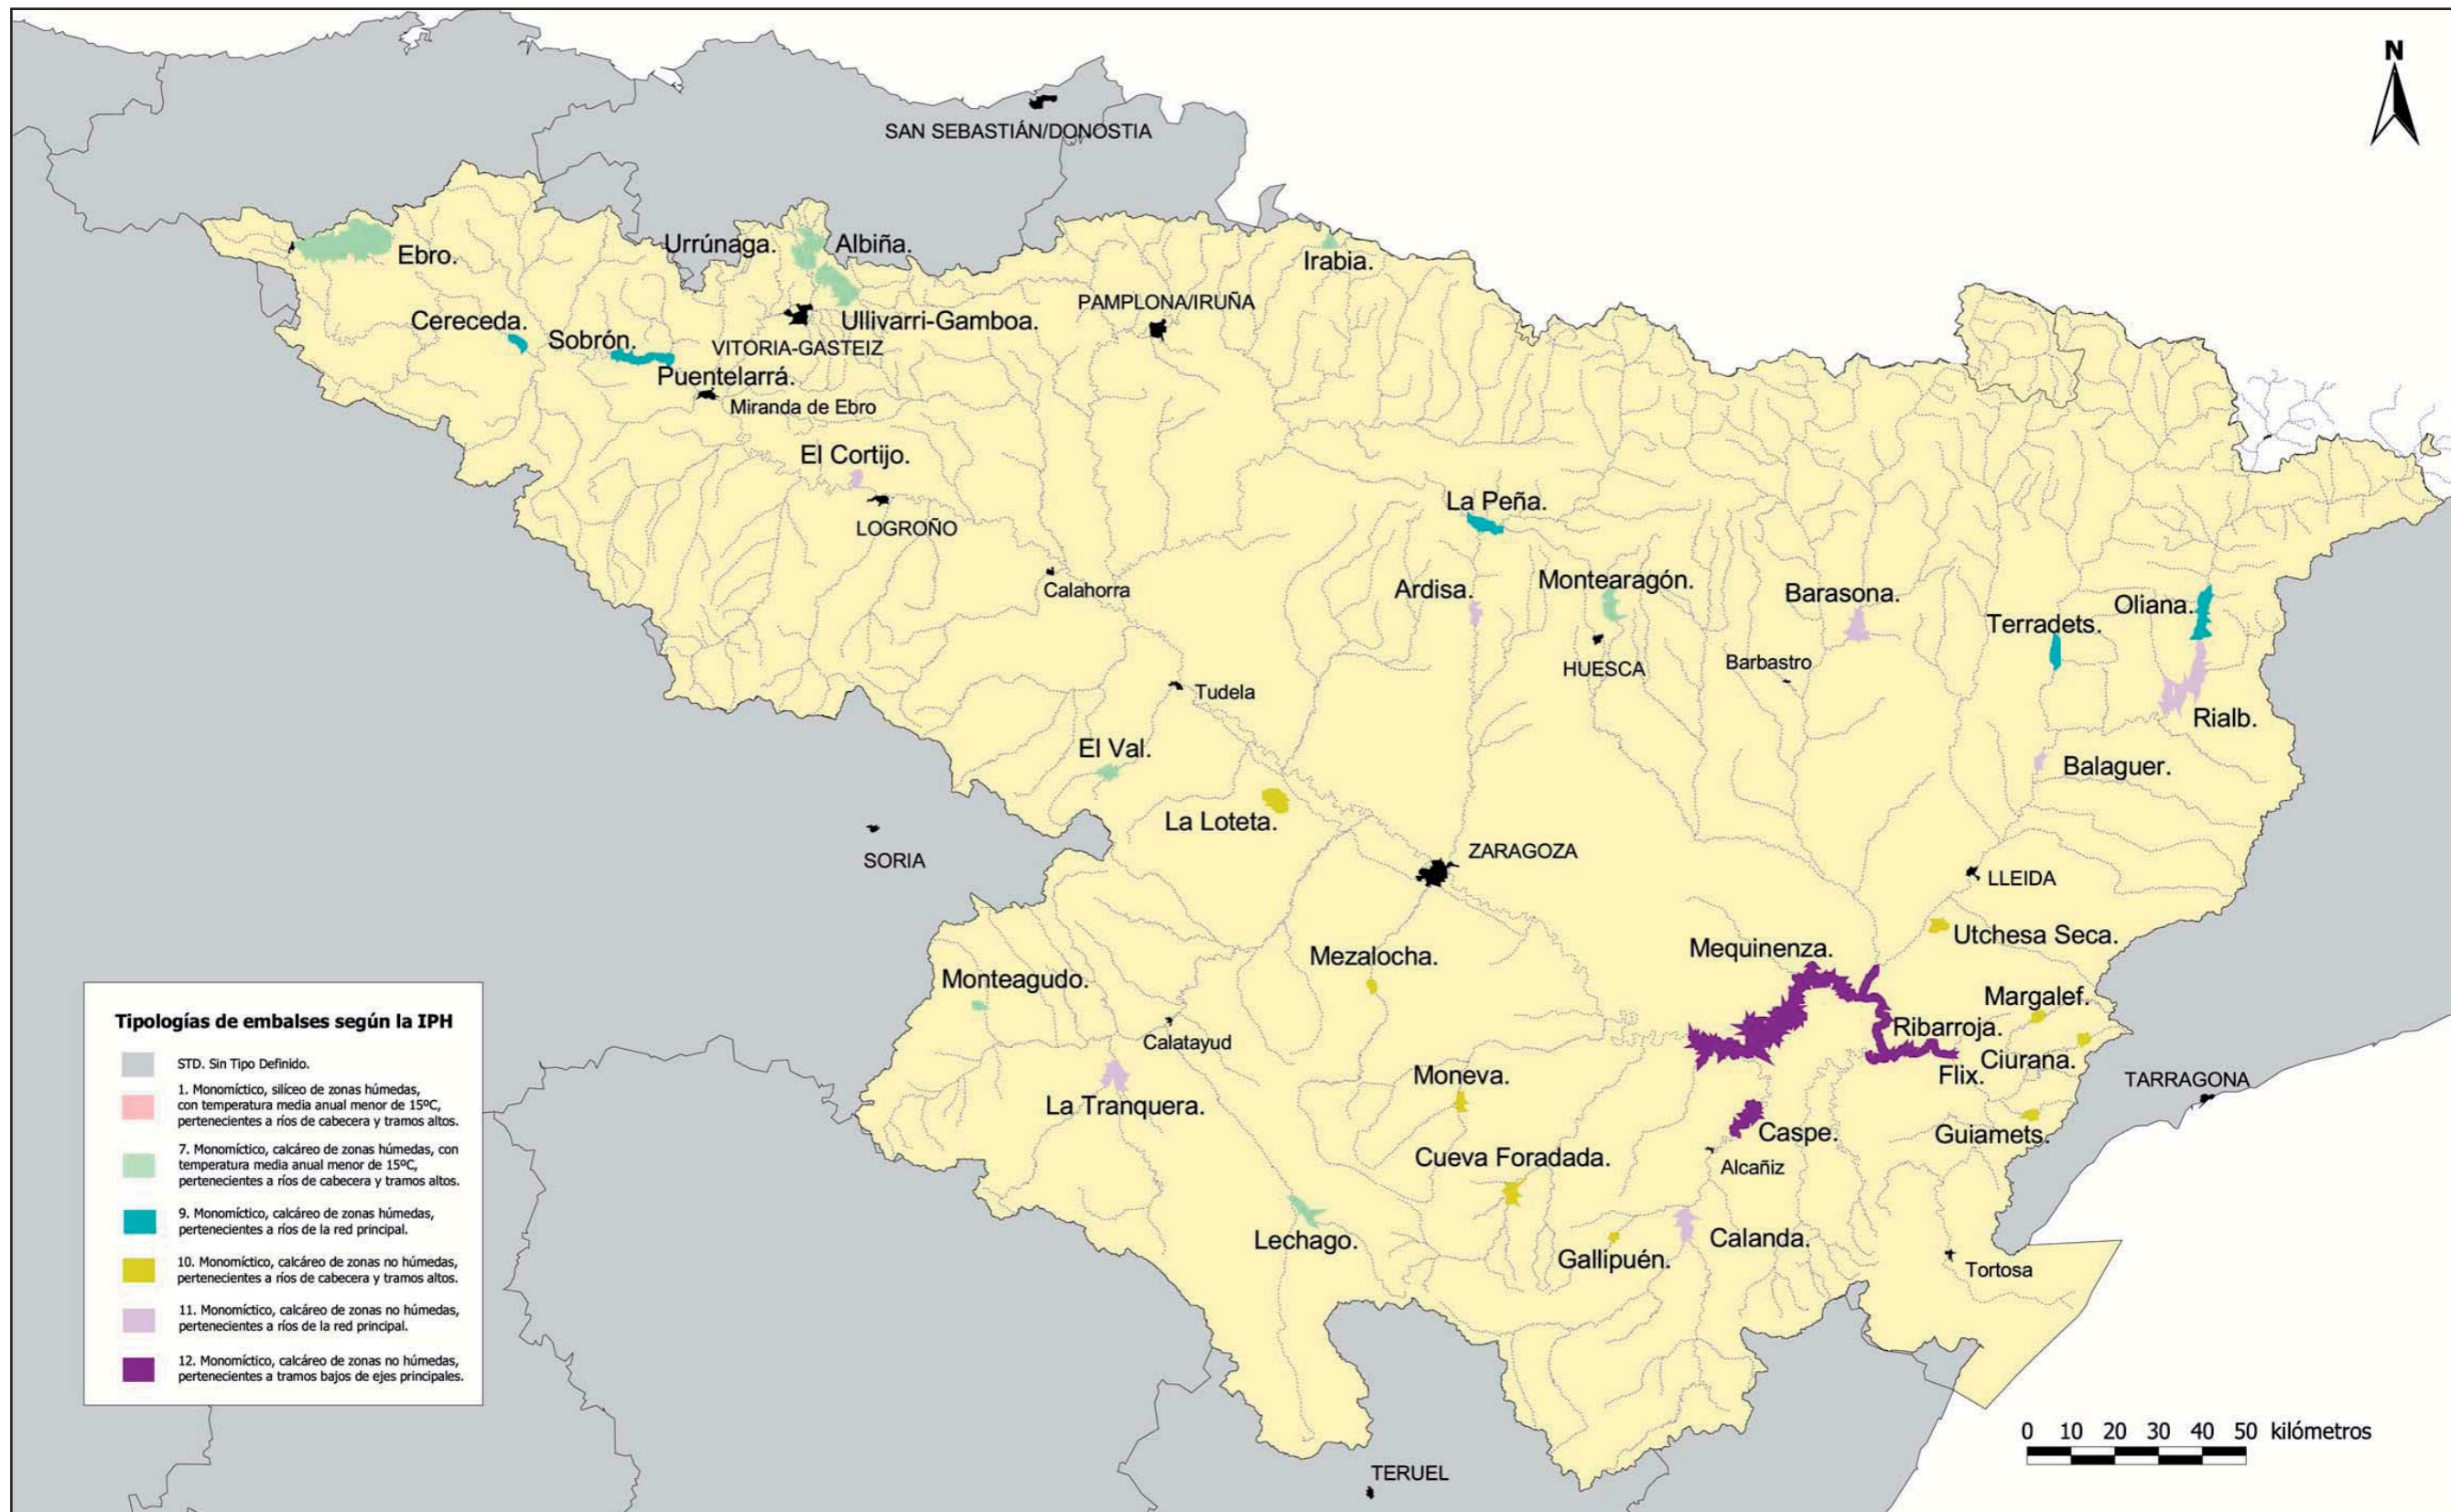 N
SAN SEBASTIÁN/DONOSTIA
Urrúnaga.
Albiña.
Ebro.
Irabia.
PAMPLONA/IRUÑA
Cereceda.
Ullivarri-Gamboa.
Sobrón.
VITORIA-GASTEIZ
Puentelarrá.
Miranda de Ebro
El Cortijo.
La Peña.
LOGROÑO
Calahorra
Ardisa.
Montearagón.
Barasona.
Oliana.
Terradets.
HUESCA
Barbastro
Tudela
Rialb.
El Val.
Balaguer.
La Loteta.
ZARAGOZA
SORIA
LLEIDA
Utchesa Seca.
Mequinenza.
Mezalocha.
Monteagudo.
Margalef.
Ribarroja.
Calatayud
Ciurana.
Moneva.
Flix.
TARRAGONA
La Tranquera.
Caspe.
Guiamets.
Cueva Foradada.
Alcañiz
Lechago.
Calanda.
Gallipuén.
Tortosa
TERUEL
Tipologías de embalses según la IPH
STD. Sin Tipo Definido.
1. Monomíctico, silíceo de zonas húmedas,
con temperatura media anual menor de 15ºC,
pertenecientes a ríos de cabecera y tramos altos.
7. Monomíctico, calcáreo de zonas húmedas, con
temperatura media anual menor de 15ºC,
pertenecientes a ríos de cabecera y tramos altos.
9. Monomíctico, calcáreo de zonas húmedas,
pertenecientes a ríos de la red principal.
10. Monomíctico, calcáreo de zonas no húmedas,
pertenecientes a ríos de cabecera y tramos altos.
11. Monomíctico, calcáreo de zonas no húmedas,
pertenecientes a ríos de la red principal.
12. Monomíctico, calcáreo de zonas no húmedas,
pertenecientes a tramos bajos de ejes principales.
0 10 20 30 40 50 kilómetros